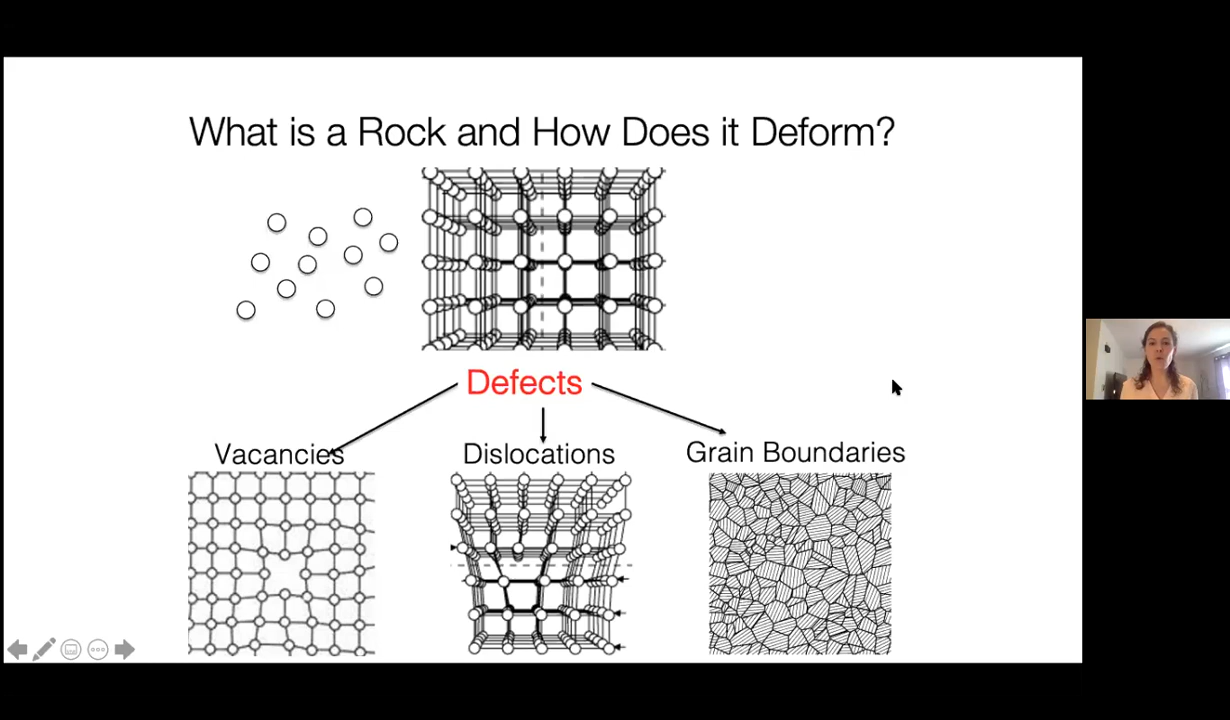 What is a Rock and How Does it Deform?
Defects
Vacancies
Dislocations
Grain Boundaries